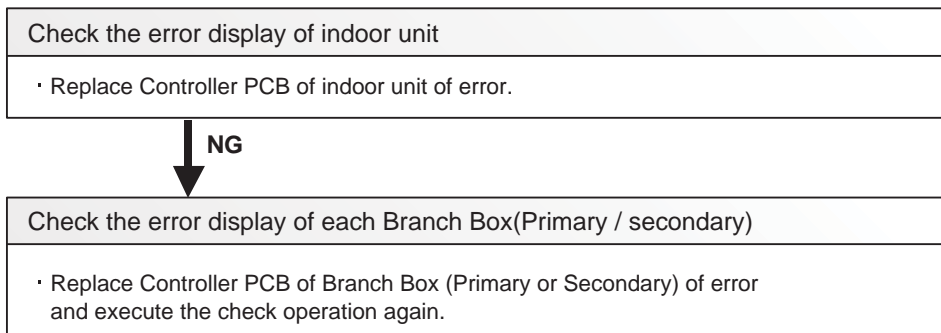 Check the error display of indoor unit
· Replace Controller PCB of indoor unit of error.
NG
Check the error display of each Branch Box(Primary / secondary)
· Replace Controller PCB of Branch Box (Primary or Secondary) of error
and execute the check operation again.